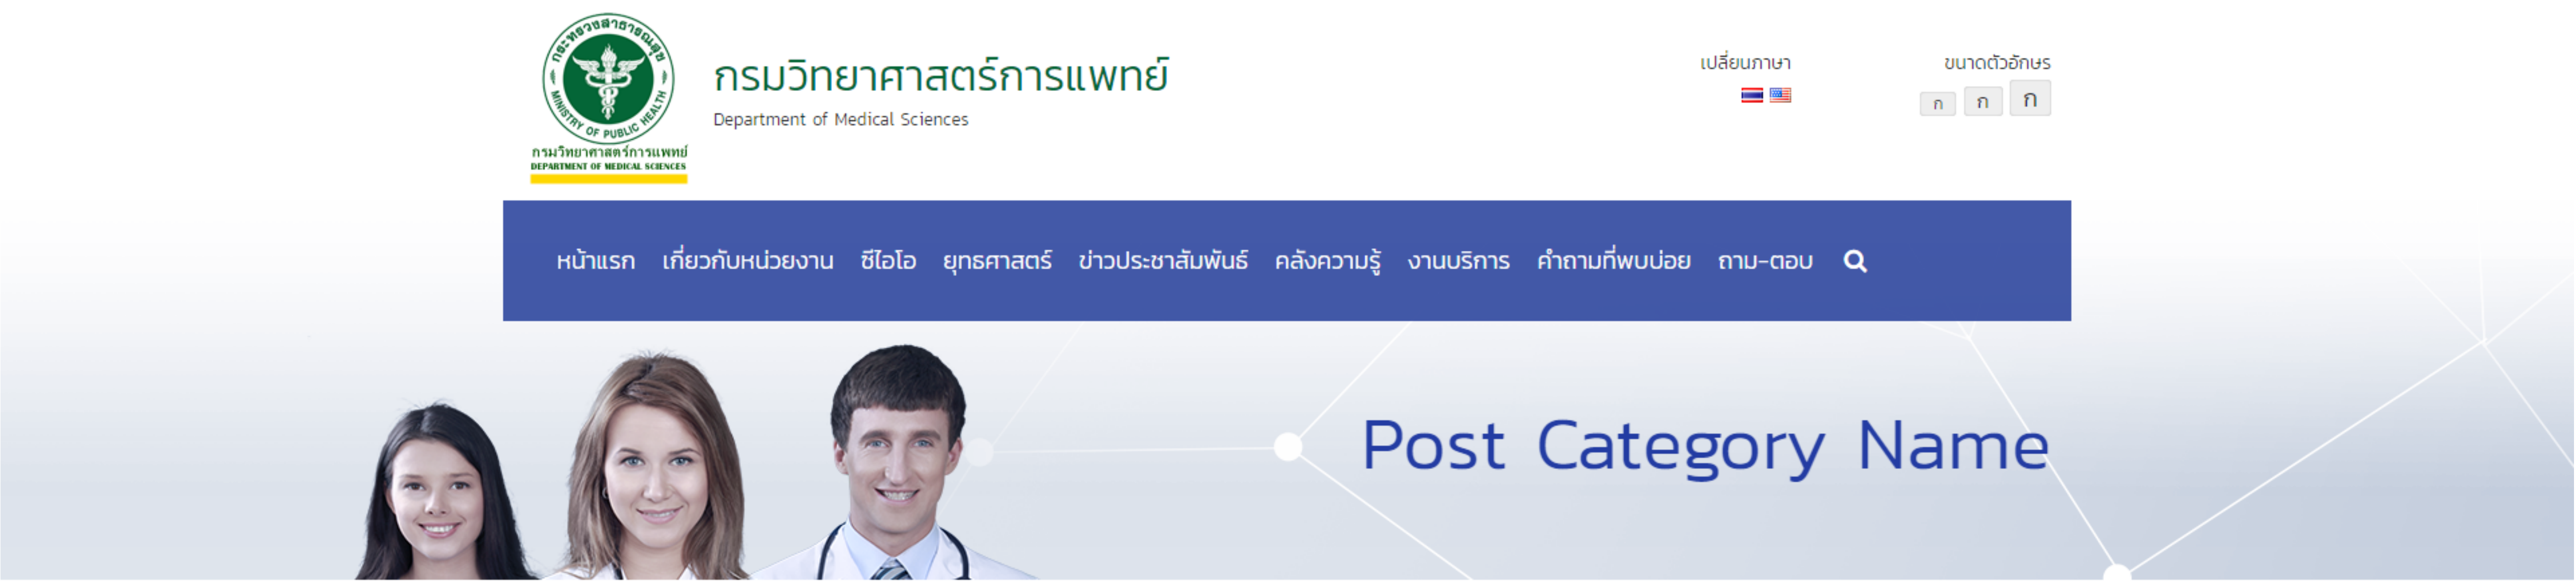 กระทรวงสาธารณสุข
MINISTRY OF PUBLIC HEALTH
กรมวิทยาศาสตร์การแพทย์
DEPARTMENT OF MEDICAL SCIENCES
กรมวิทยาศาสตร์การแพทย์
Department of Medical Sciences
เปลี่ยนภาษา
ขนาดตัวอักษร
ก ก ก
หน้าแรก เกี่ยวกับหน่วยงาน ซีไอโอ ยุทธศาสตร์ ข่าวประชาสัมพันธ์ คลังความรู้ งานบริการ คำถามที่พบบ่อย ถาม-ตอบ
Post Category Name